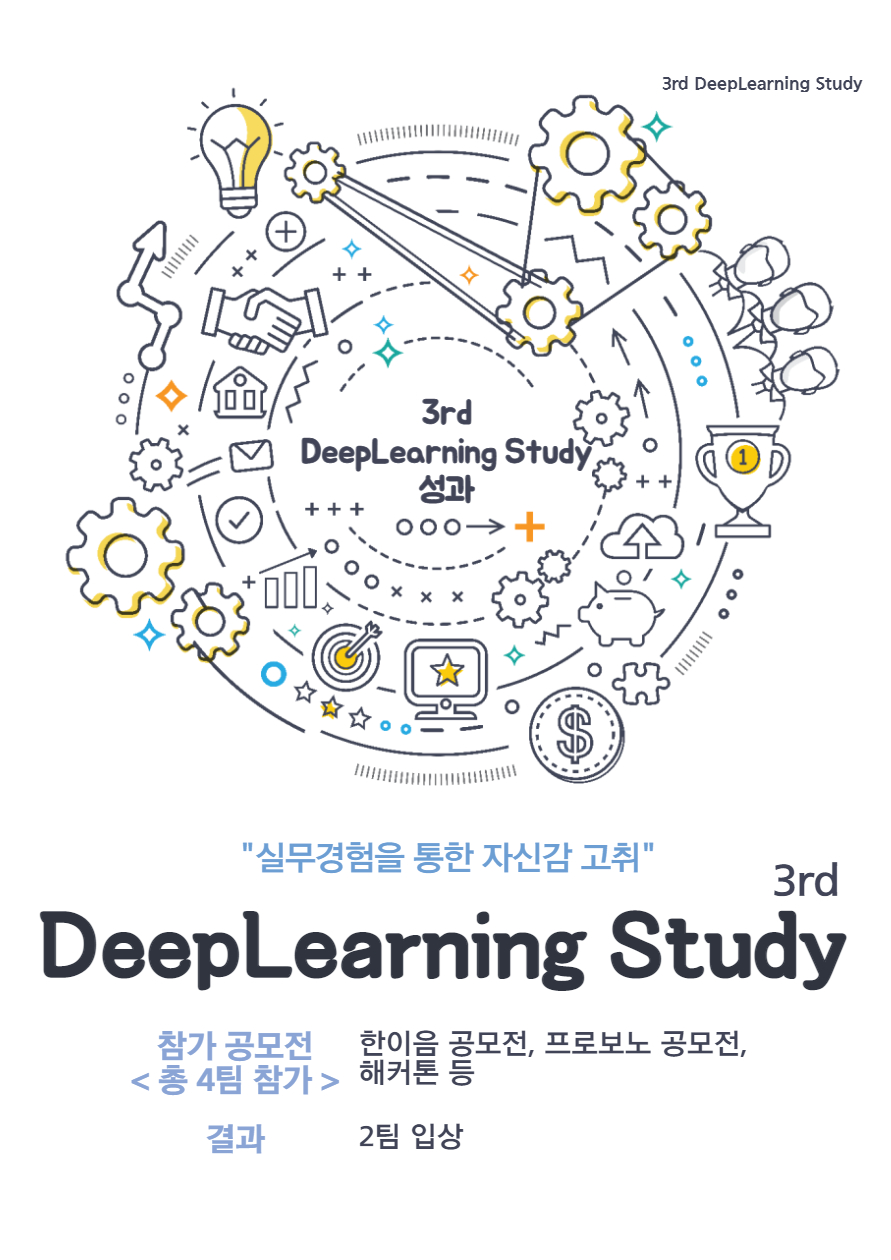 3rd DeepLearning Study
3rd
DeepLearning Study
성과
1
$
"실무경험을 통한 자신감 고취"
3rd
DeepLearning Study
참가 공모전
< 총 4팀 참가 >
한이음 공모전, 프로보노 공모전,
해커톤 등
결과
2팀 입상